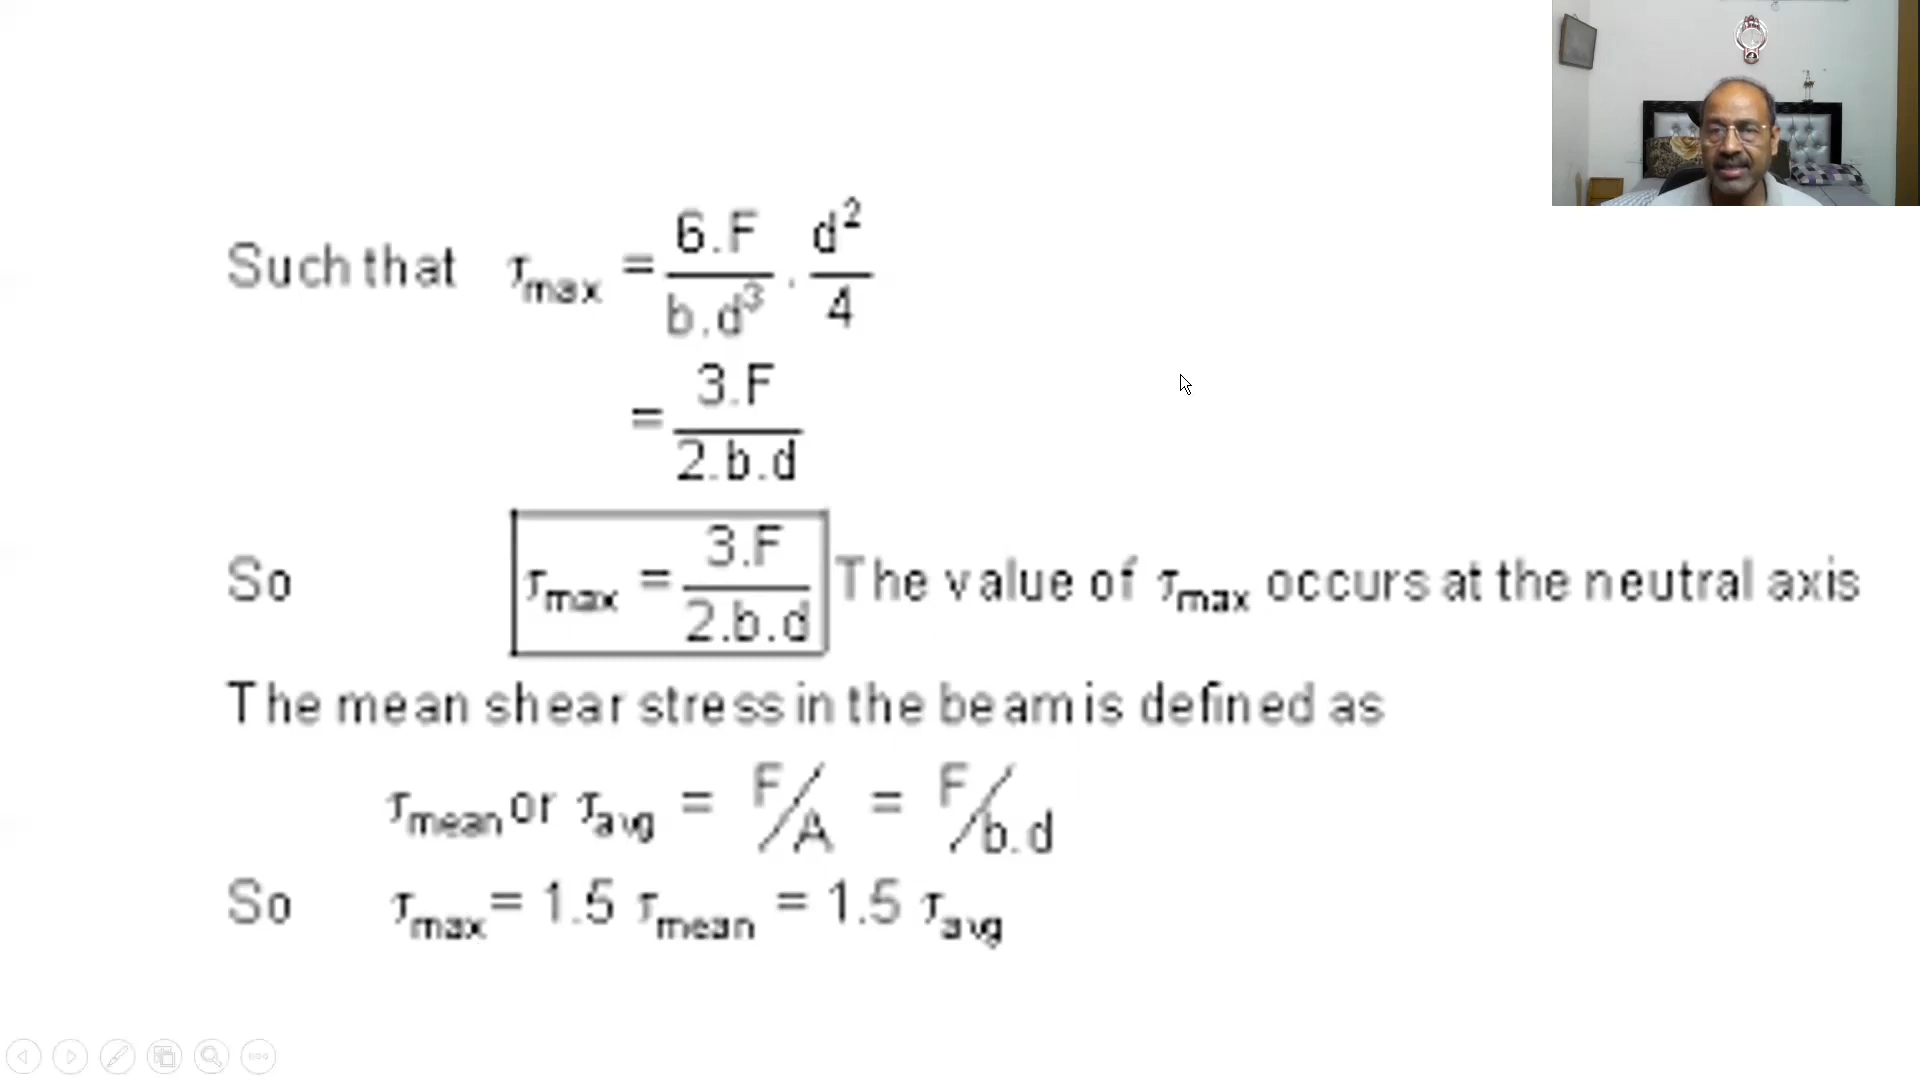 Such that τmax = 6.F / b.d³ . d² / 4
= 3.F / 2.b.d
So τmax = 3.F / 2.b.d The value of τmax occurs at the neutral axis
The mean shear stress in the beam is defined as
τmean or τavg = F/A = F/b.d
So τmax = 1.5 τmean = 1.5 τavg